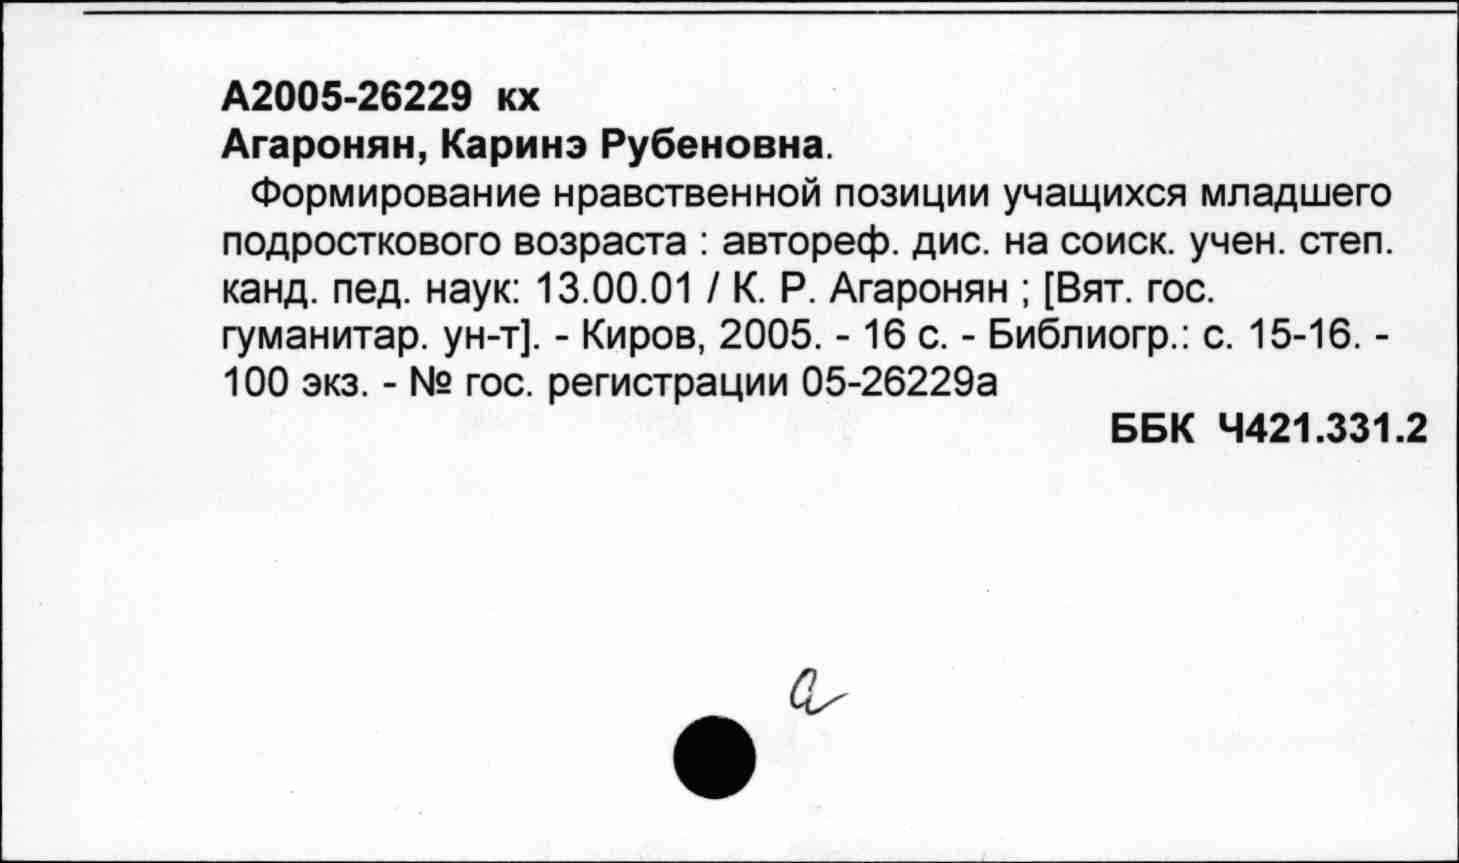 А2005-26229 кх
Агаронян, Каринэ Рубеновна.
Формирование нравственной позиции учащихся младшего
подросткового возраста : автореф. дис. на соиск. учен. степ.
канд. пед. наук: 13.00.01 / К. Р. Агаронян ; [Вят. гос.
гуманитар. ун-т]. - Киров, 2005. - 16 с. - Библиогр.: с. 15-16. -
100 экз. - № гос. регистрации 05-26229а
ББК Ч421.331.2
а